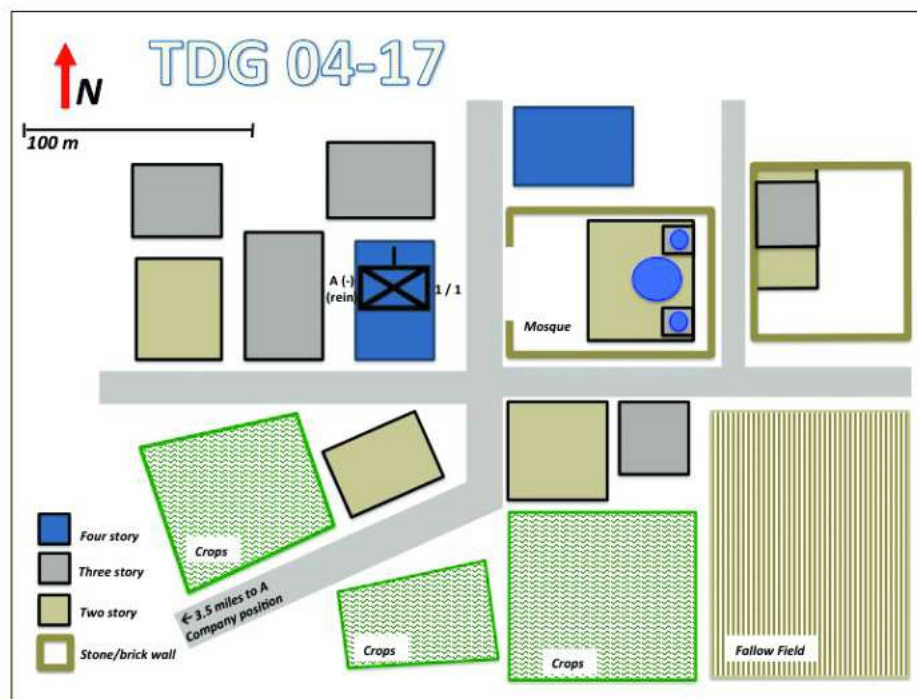 TDG 04-17
N
100 m
A (-)
(rein)
1 / 1
Mosque
Crops
Four story
Three story
Two story
Stone/brick wall
← 3.5 miles to A
Company position
Crops
Crops
Fallow Field